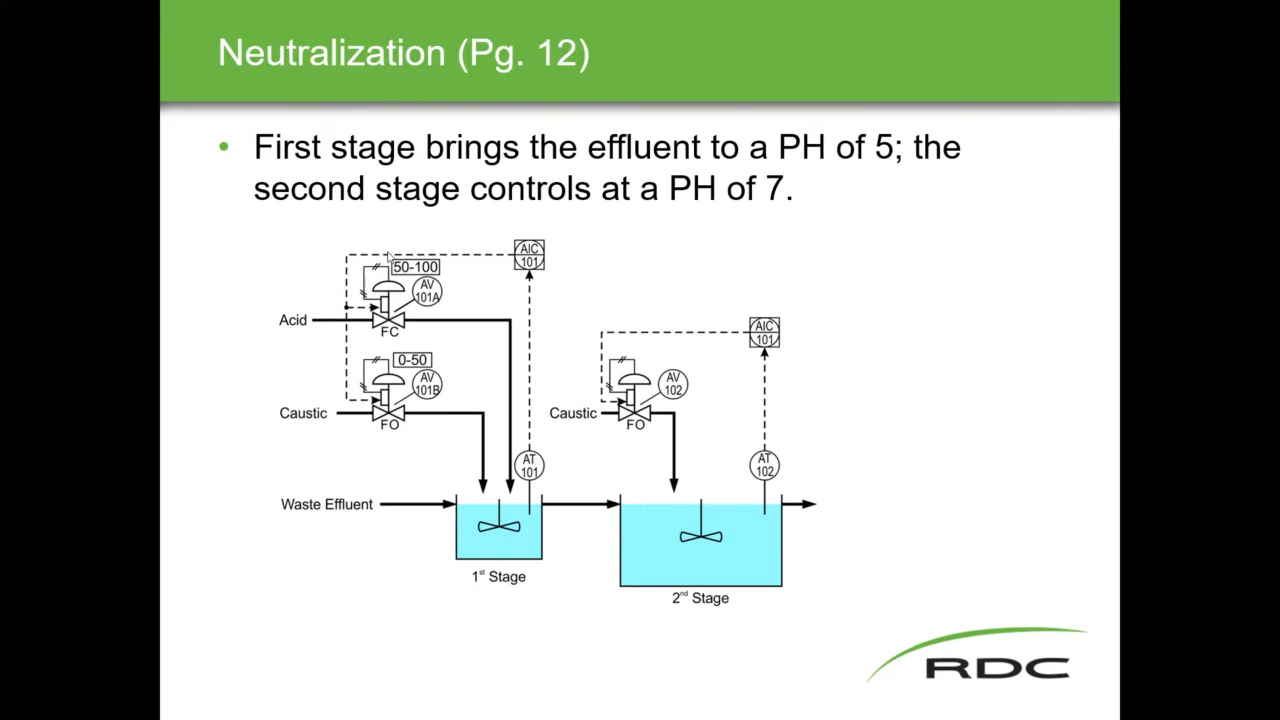 Neutralization (Pg. 12)
• First stage brings the effluent to a PH of 5; the
second stage controls at a PH of 7.
AIC
101
50-100
AV
101A
Acid
FC
AIC
101
0-50
AV
101B
AV
102
Caustic
FO
Caustic
FO
AT
101
AT
102
Waste Effluent
1st Stage
2nd Stage
RDC